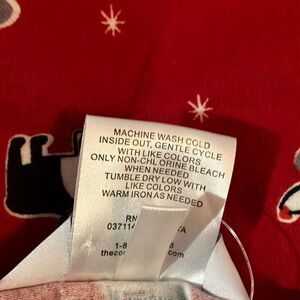 MACHINE WASH COLD
INSIDE OUT, GENTLE CYCLE
WITH LIKE COLORS
ONLY NON-CHLORINE BLEACH
WHEN NEEDED
TUMBLE DRY LOW WITH
LIKE COLORS
WARM IRON AS NEEDED
RN